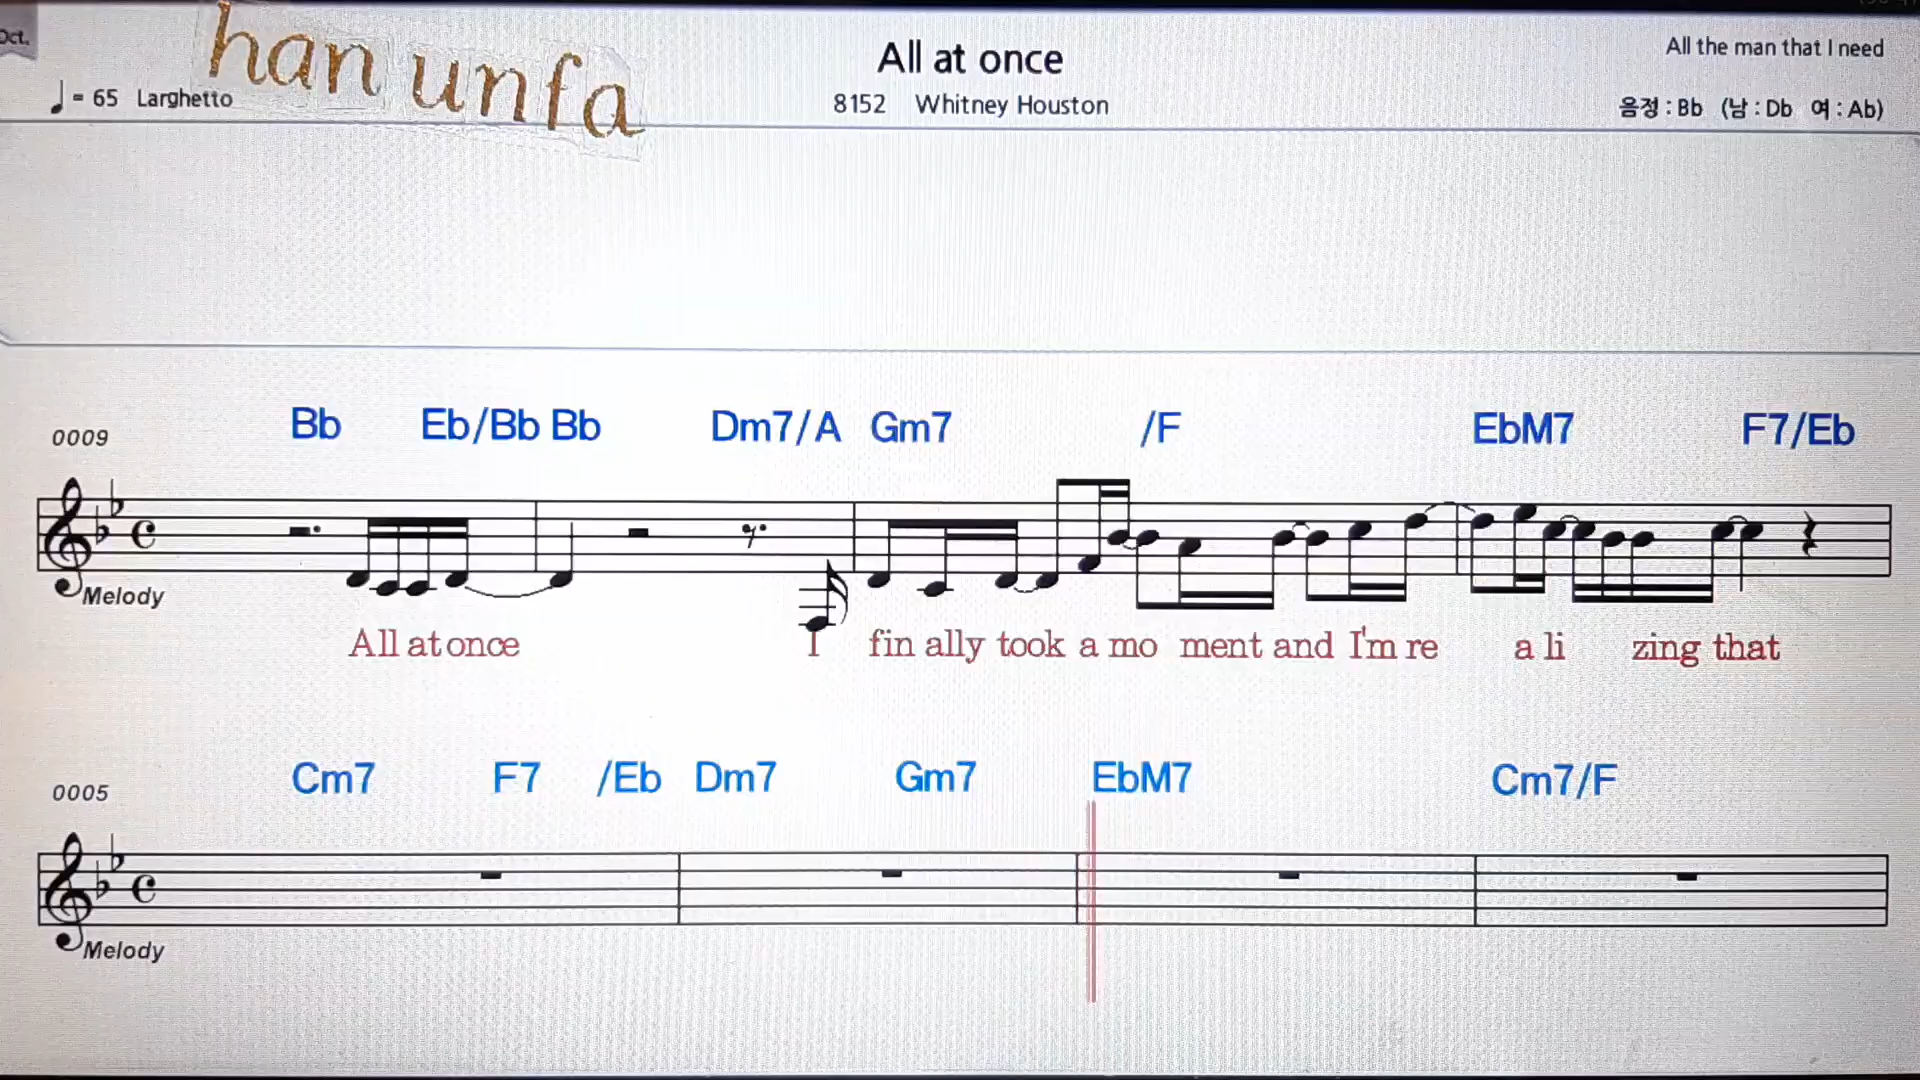 Oct.
han unfa
All at once
All the man that I need
♩= 65 Larghetto
8152 Whitney Houston
음정 : Bb (남 : Db 여 : Ab)
0009
Bb Eb/Bb Bb Dm7/A Gm7 /F EbM7 F7/Eb
Melody
All at once I fin ally took a mo ment and I'm re a li zing that
0005
Cm7 F7 /Eb Dm7 Gm7 EbM7 Cm7/F
Melody